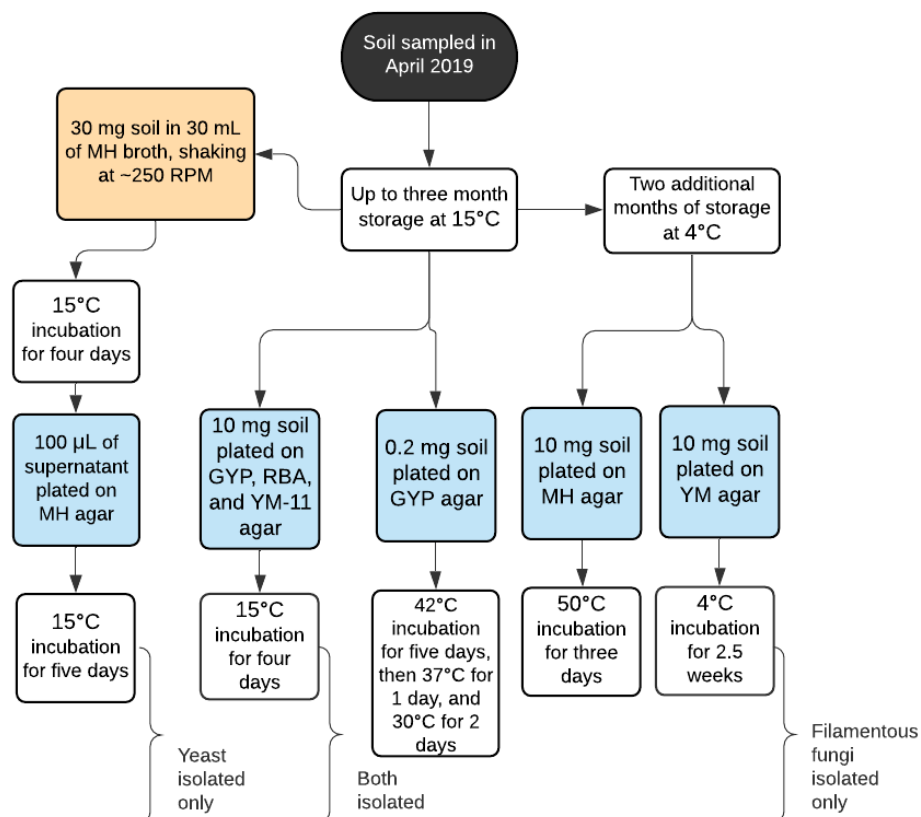 Soil sampled in
April 2019
30 mg soil in 30 mL
of MH broth, shaking
at ~250 RPM
Up to three month
storage at 15°C
Two additional
months of storage
at 4°C
15°C
incubation
for four days
100 µL of
supernatant
plated on
MH agar
10 mg soil
plated on
GYP, RBA,
and YM-11
agar
0.2 mg soil
plated on
GYP agar
10 mg soil
plated on
MH agar
10 mg soil
plated on
YM agar
15°C
incubation
for five days
15°C
incubation
for four
days
42°C
incubation
for five days,
then 37°C for
1 day, and
30°C for 2
days
50°C
incubation
for three
days
4°C
incubation
for 2.5
weeks
Yeast
isolated
only
Both
isolated
Filamentous
fungi
isolated
only